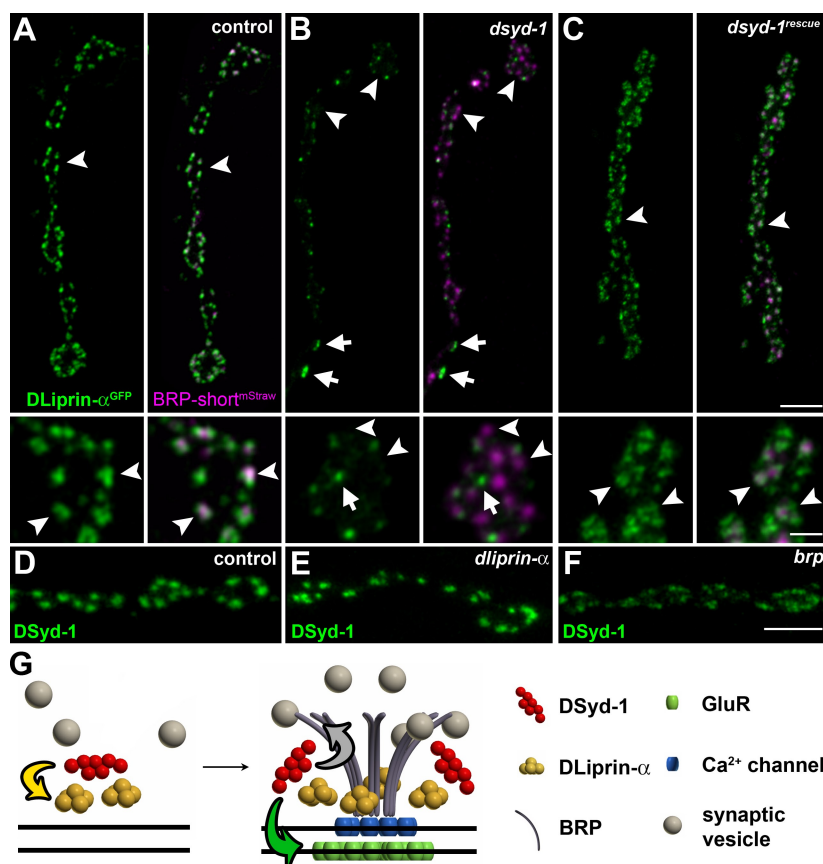 A control B dsyd-1 C dsyd-1rescue
DLiprin-αGFP BRP-shortmStraw
D control E dliprin-α F brp
DSyd-1 DSyd-1 DSyd-1
G
DSyd-1 GluR
DLiprin-α Ca2+ channel
BRP synaptic
vesicle